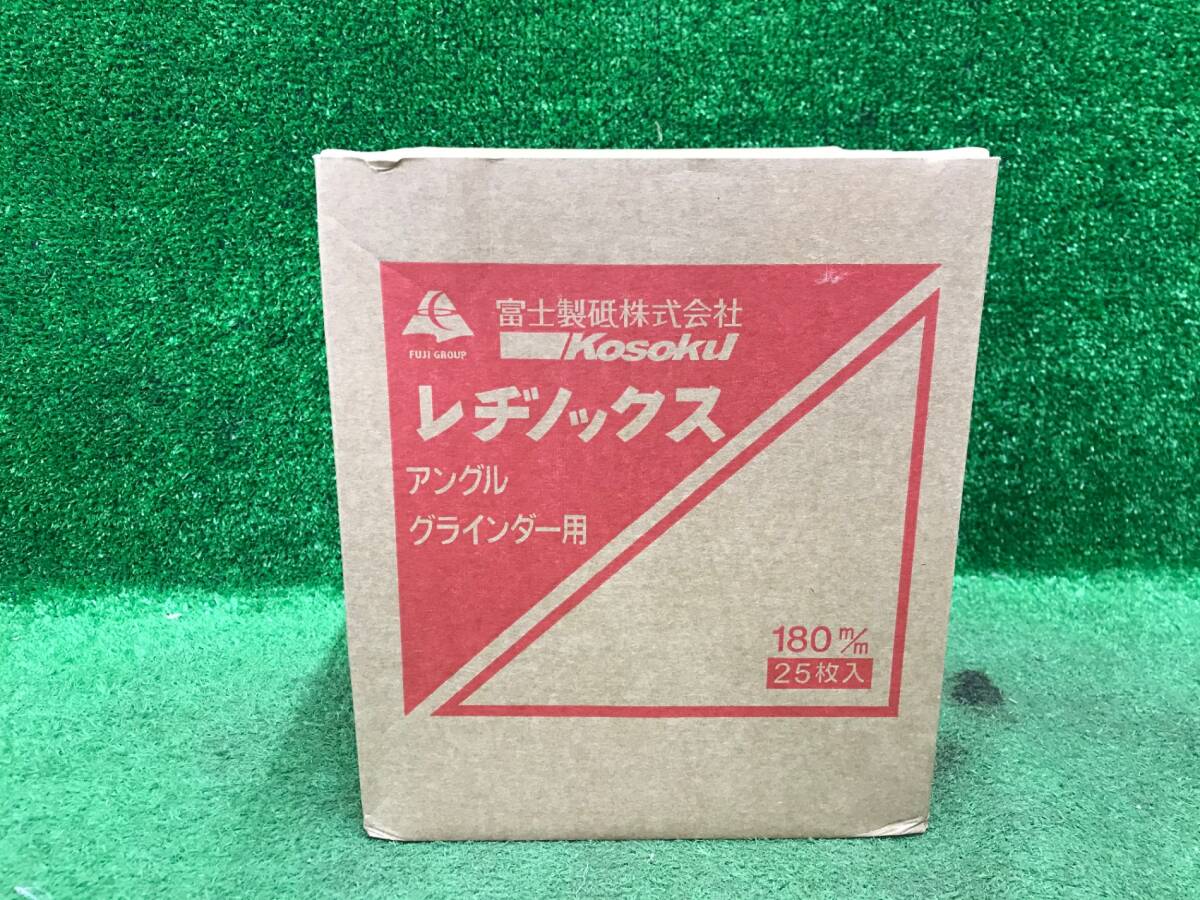 富士製砥株式会社
Kosoku
FUJI GROUP
レヂノックス
アングル
グラインダー用
180 m/m
25枚入